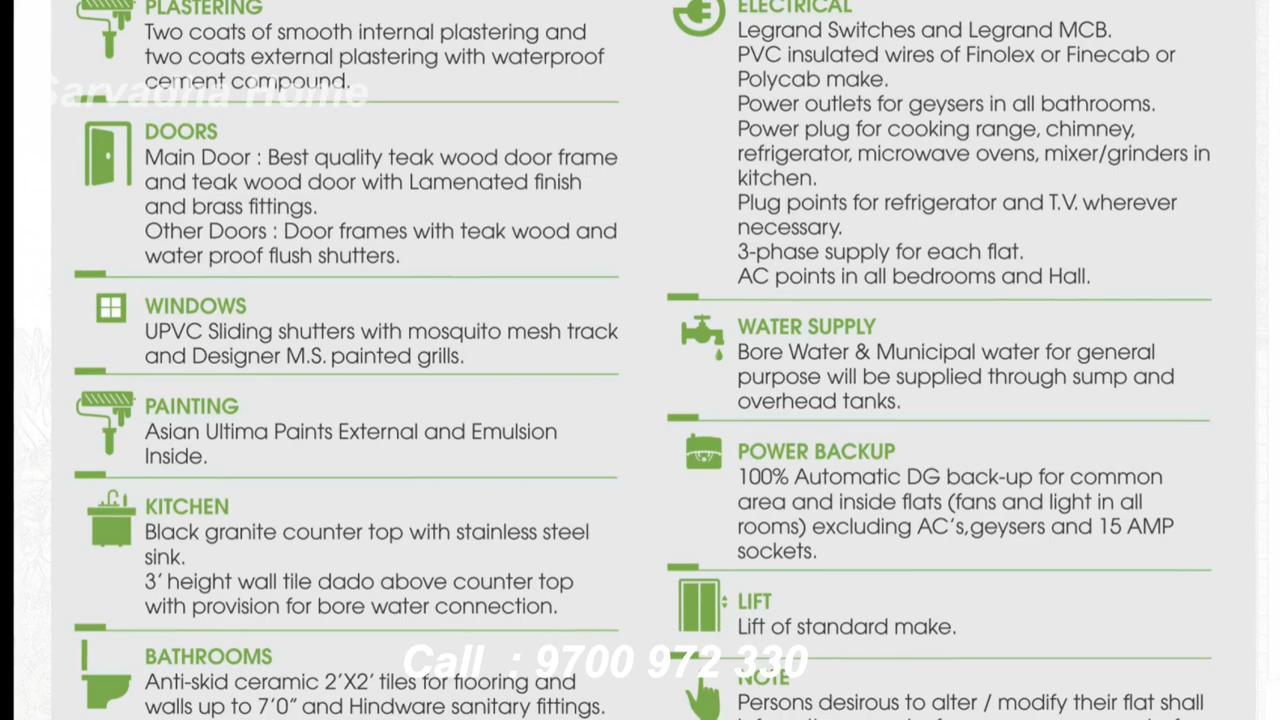 PLASTERING
Two coats of smooth internal plastering and
two coats external plastering with waterproof
cement compound.
Sarvadha Home
DOORS
Main Door : Best quality teak wood door frame
and teak wood door with Lamenated finish
and brass fittings.
Other Doors : Door frames with teak wood and
water proof flush shutters.
WINDOWS
UPVC Sliding shutters with mosquito mesh track
and Designer M.S. painted grills.
PAINTING
Asian Ultima Paints External and Emulsion
Inside.
KITCHEN
Black granite counter top with stainless steel
sink.
3' height wall tile dado above counter top
with provision for bore water connection.
BATHROOMS
Anti-skid ceramic 2'X2' tiles for flooring and
walls up to 7'0" and Hindware sanitary fittings.
ELECTRICAL
Legrand Switches and Legrand MCB.
PVC insulated wires of Finolex or Finecab or
Polycab make.
Power outlets for geysers in all bathrooms.
Power plug for cooking range, chimney,
refrigerator, microwave ovens, mixer/grinders in
kitchen.
Plug points for refrigerator and T.V. wherever
necessary.
3-phase supply for each flat.
AC points in all bedrooms and Hall.
WATER SUPPLY
Bore Water & Municipal water for general
purpose will be supplied through sump and
overhead tanks.
POWER BACKUP
100% Automatic DG back-up for common
area and inside flats (fans and light in all
rooms) excluding AC's,geysers and 15 AMP
sockets.
LIFT
Lift of standard make.
Call : 9700 972 330
NOTE
Persons desirous to alter / modify their flat shall